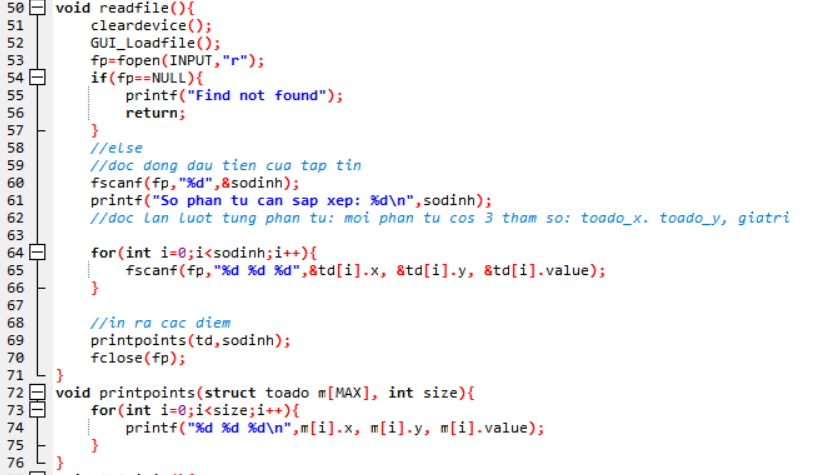 50 void readfile(){
51 cleardevice();
52 GUI_Loadfile();
53 fp=fopen(INPUT,"r");
54 if(fp==NULL){
55 printf("Find not found");
56 return;
57 }
58 //else
59 //doc dong dau tien cua tap tin
60 fscanf(fp,"%d",&sodinh);
61 printf("So phan tu can sap xep: %d\n",sodinh);
62 //doc lan luot tung phan tu: moi phan tu cos 3 tham so: toado_x. toado_y, giatri
63
64 for(int i=0;i<sodinh;i++){
65 fscanf(fp,"%d %d %d",&td[i].x, &td[i].y, &td[i].value);
66 }
67
68 //in ra cac diem
69 printpoints(td,sodinh);
70 fclose(fp);
71 }
72 void printpoints(struct toado m[MAX], int size){
73 for(int i=0;i<size;i++){
74 printf("%d %d %d\n",m[i].x, m[i].y, m[i].value);
75 }
76 }